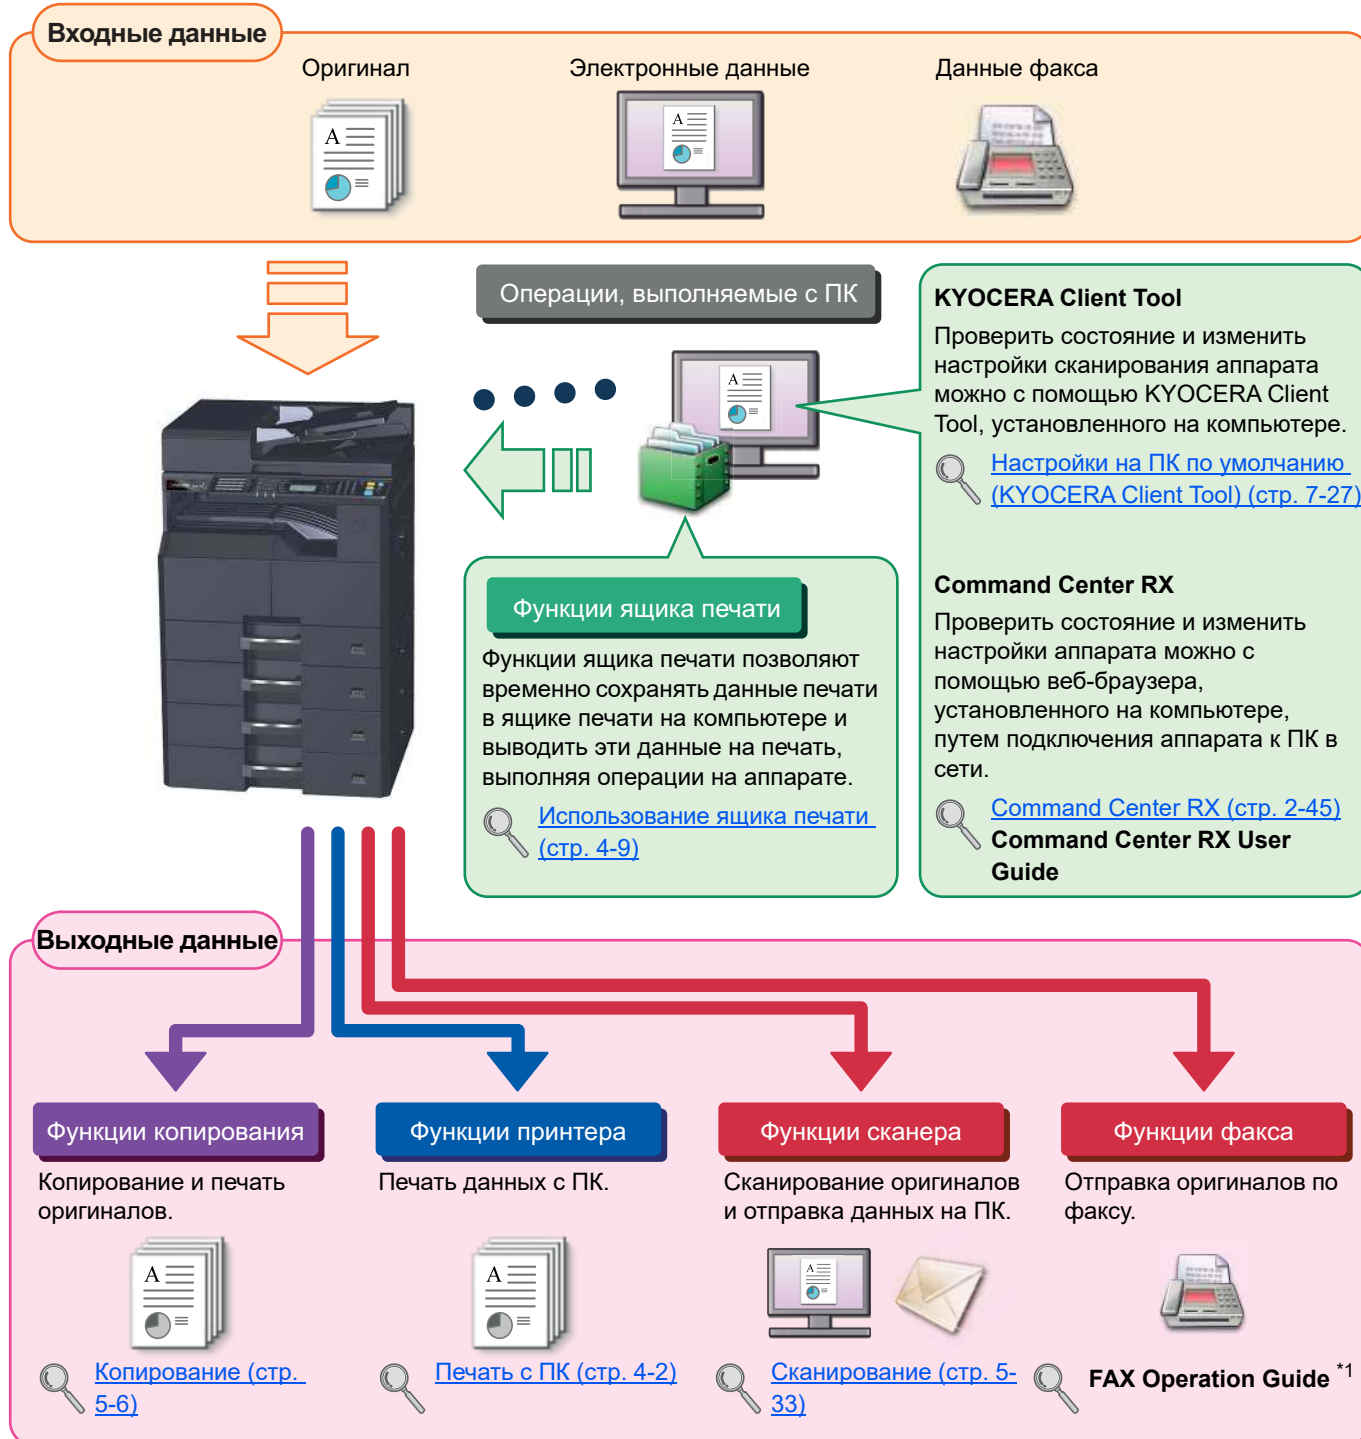 Входные данные
Оригинал
Электронные данные
Данные факса
Операции, выполняемые с ПК
KYOCERA Client Tool
Проверить состояние и изменить
настройки сканирования аппарата
можно с помощью KYOCERA Client
Tool, установленного на компьютере.
Настройки на ПК по умолчанию
(KYOCERA Client Tool) (стр. 7-27)
Command Center RX
Проверить состояние и изменить
настройки аппарата можно с
помощью веб-браузера,
установленного на компьютере,
путем подключения аппарата к ПК в
сети.
Command Center RX (стр. 2-45)
Command Center RX User
Guide
Функции ящика печати
Функции ящика печати позволяют
временно сохранять данные печати
в ящике печати на компьютере и
выводить эти данные на печать,
выполняя операции на аппарате.
Использование ящика печати
(стр. 4-9)
Выходные данные
Функции копирования
Копирование и печать
оригиналов.
A
Копирование (стр.
5-6)
Функции принтера
Печать данных с ПК.
A
Печать с ПК (стр. 4-2)
Функции сканера
Сканирование оригиналов
и отправка данных на ПК.
A
Сканирование (стр. 5-
33)
Функции факса
Отправка оригиналов по
факсу.
FAX Operation Guide *1